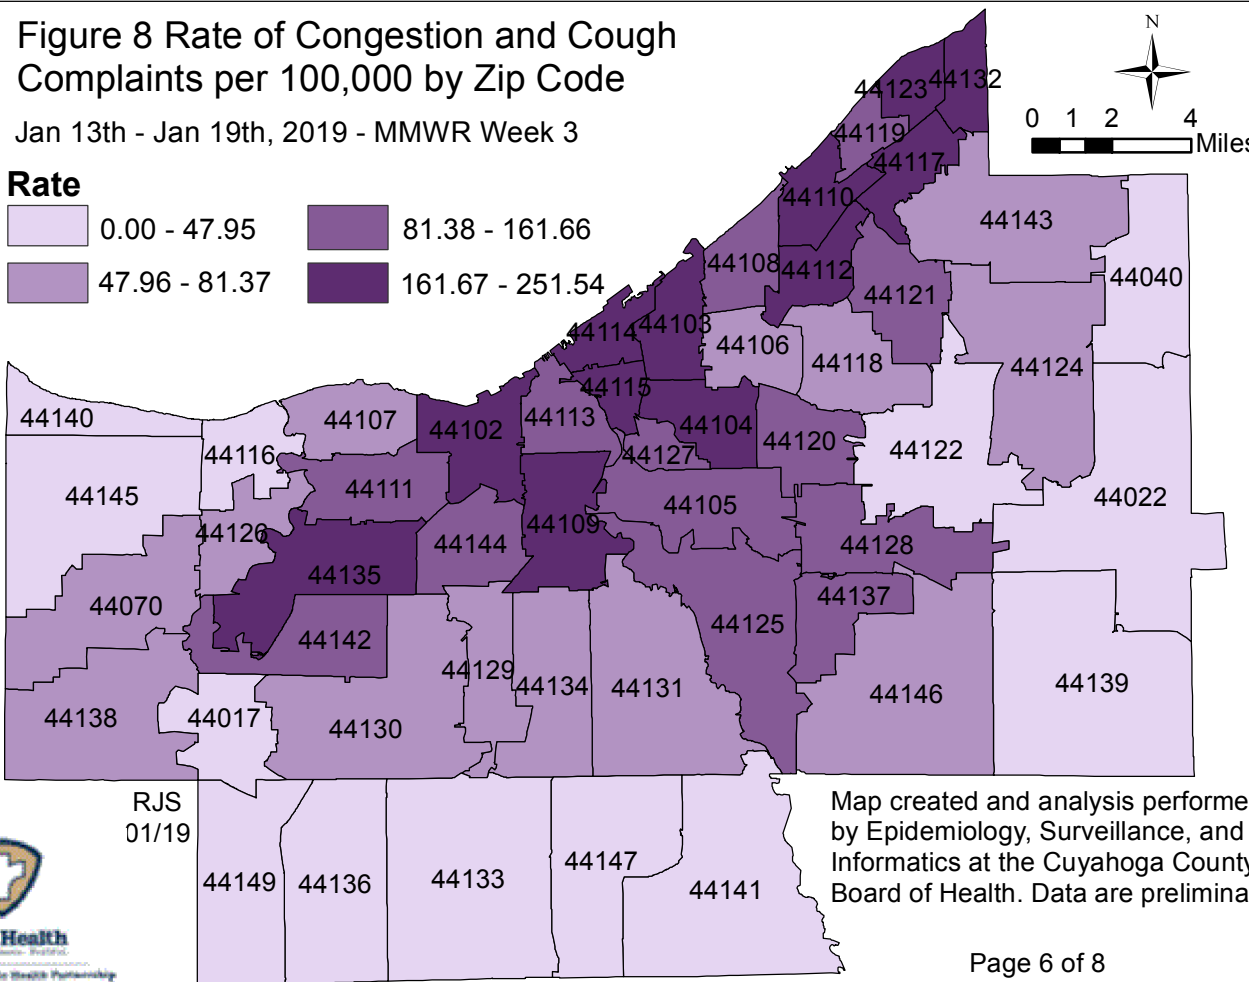 Figure 8 Rate of Congestion and Cough
Complaints per 100,000 by Zip Code
Jan 13th - Jan 19th, 2019 - MMWR Week 3
N
0 1 2 4
Miles
Rate
0.00 - 47.95
81.38 - 161.66
47.96 - 81.37
161.67 - 251.54
44132
44123
44119
44117
44110
44143
44108
44112
44040
44121
44114
44103
44106
44118
44124
44115
44140
44107
44102
44113
44104
44120
44116
44127
44122
44145
44111
44105
44022
44126
44109
44144
44128
44135
44070
44137
44142
44125
44129
44134
44131
44146
44139
44138
44017
44130
RJS
01/19
44149
44136
44133
44147
44141
Map created and analysis performe
by Epidemiology, Surveillance, and
Informatics at the Cuyahoga County
Board of Health. Data are prelimina
Health
Page 6 of 8